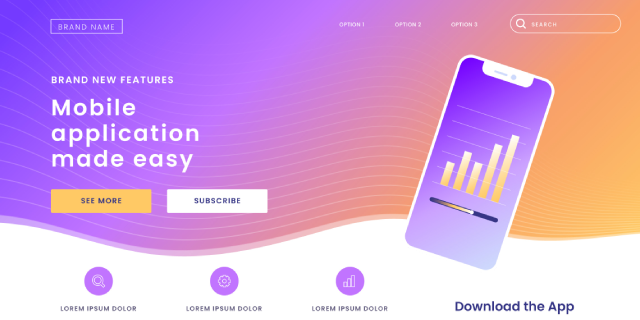 BRAND NAME
OPTION 1
OPTION 2
OPTION 3
SEARCH
BRAND NEW FEATURES
Mobile
application
made easy
SEE MORE
SUBSCRIBE
LOREM IPSUM DOLOR
LOREM IPSUM DOLOR
LOREM IPSUM DOLOR
Download the App